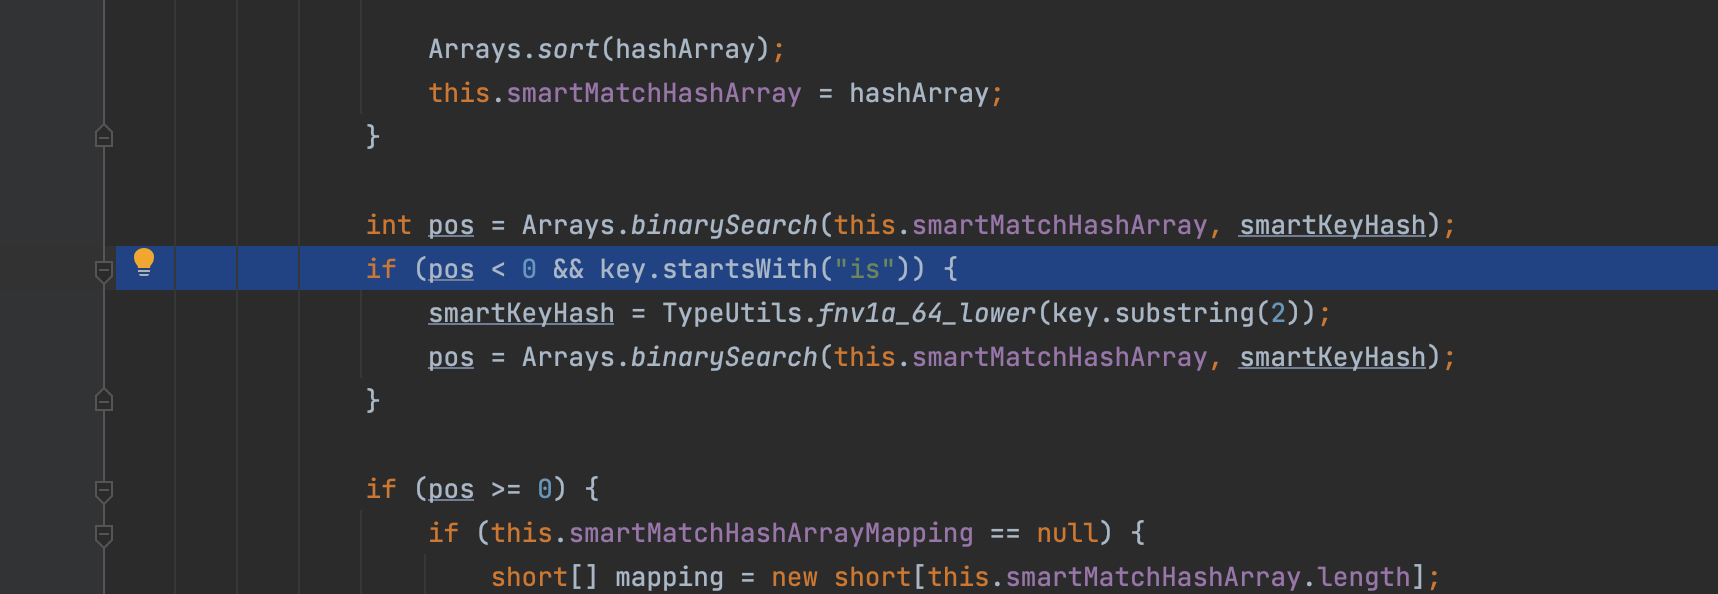 Arrays.sort(hashArray);
this.smartMatchHashArray = hashArray;
}
int pos = Arrays.binarySearch(this.smartMatchHashArray, smartKeyHash);
if (pos < 0 && key.startsWith("is")) {
smartKeyHash = TypeUtils.fnv1a_64_lower(key.substring(2));
pos = Arrays.binarySearch(this.smartMatchHashArray, smartKeyHash);
}
if (pos >= 0) {
if (this.smartMatchHashArrayMapping == null) {
short[] mapping = new short[this.smartMatchHashArray.length];